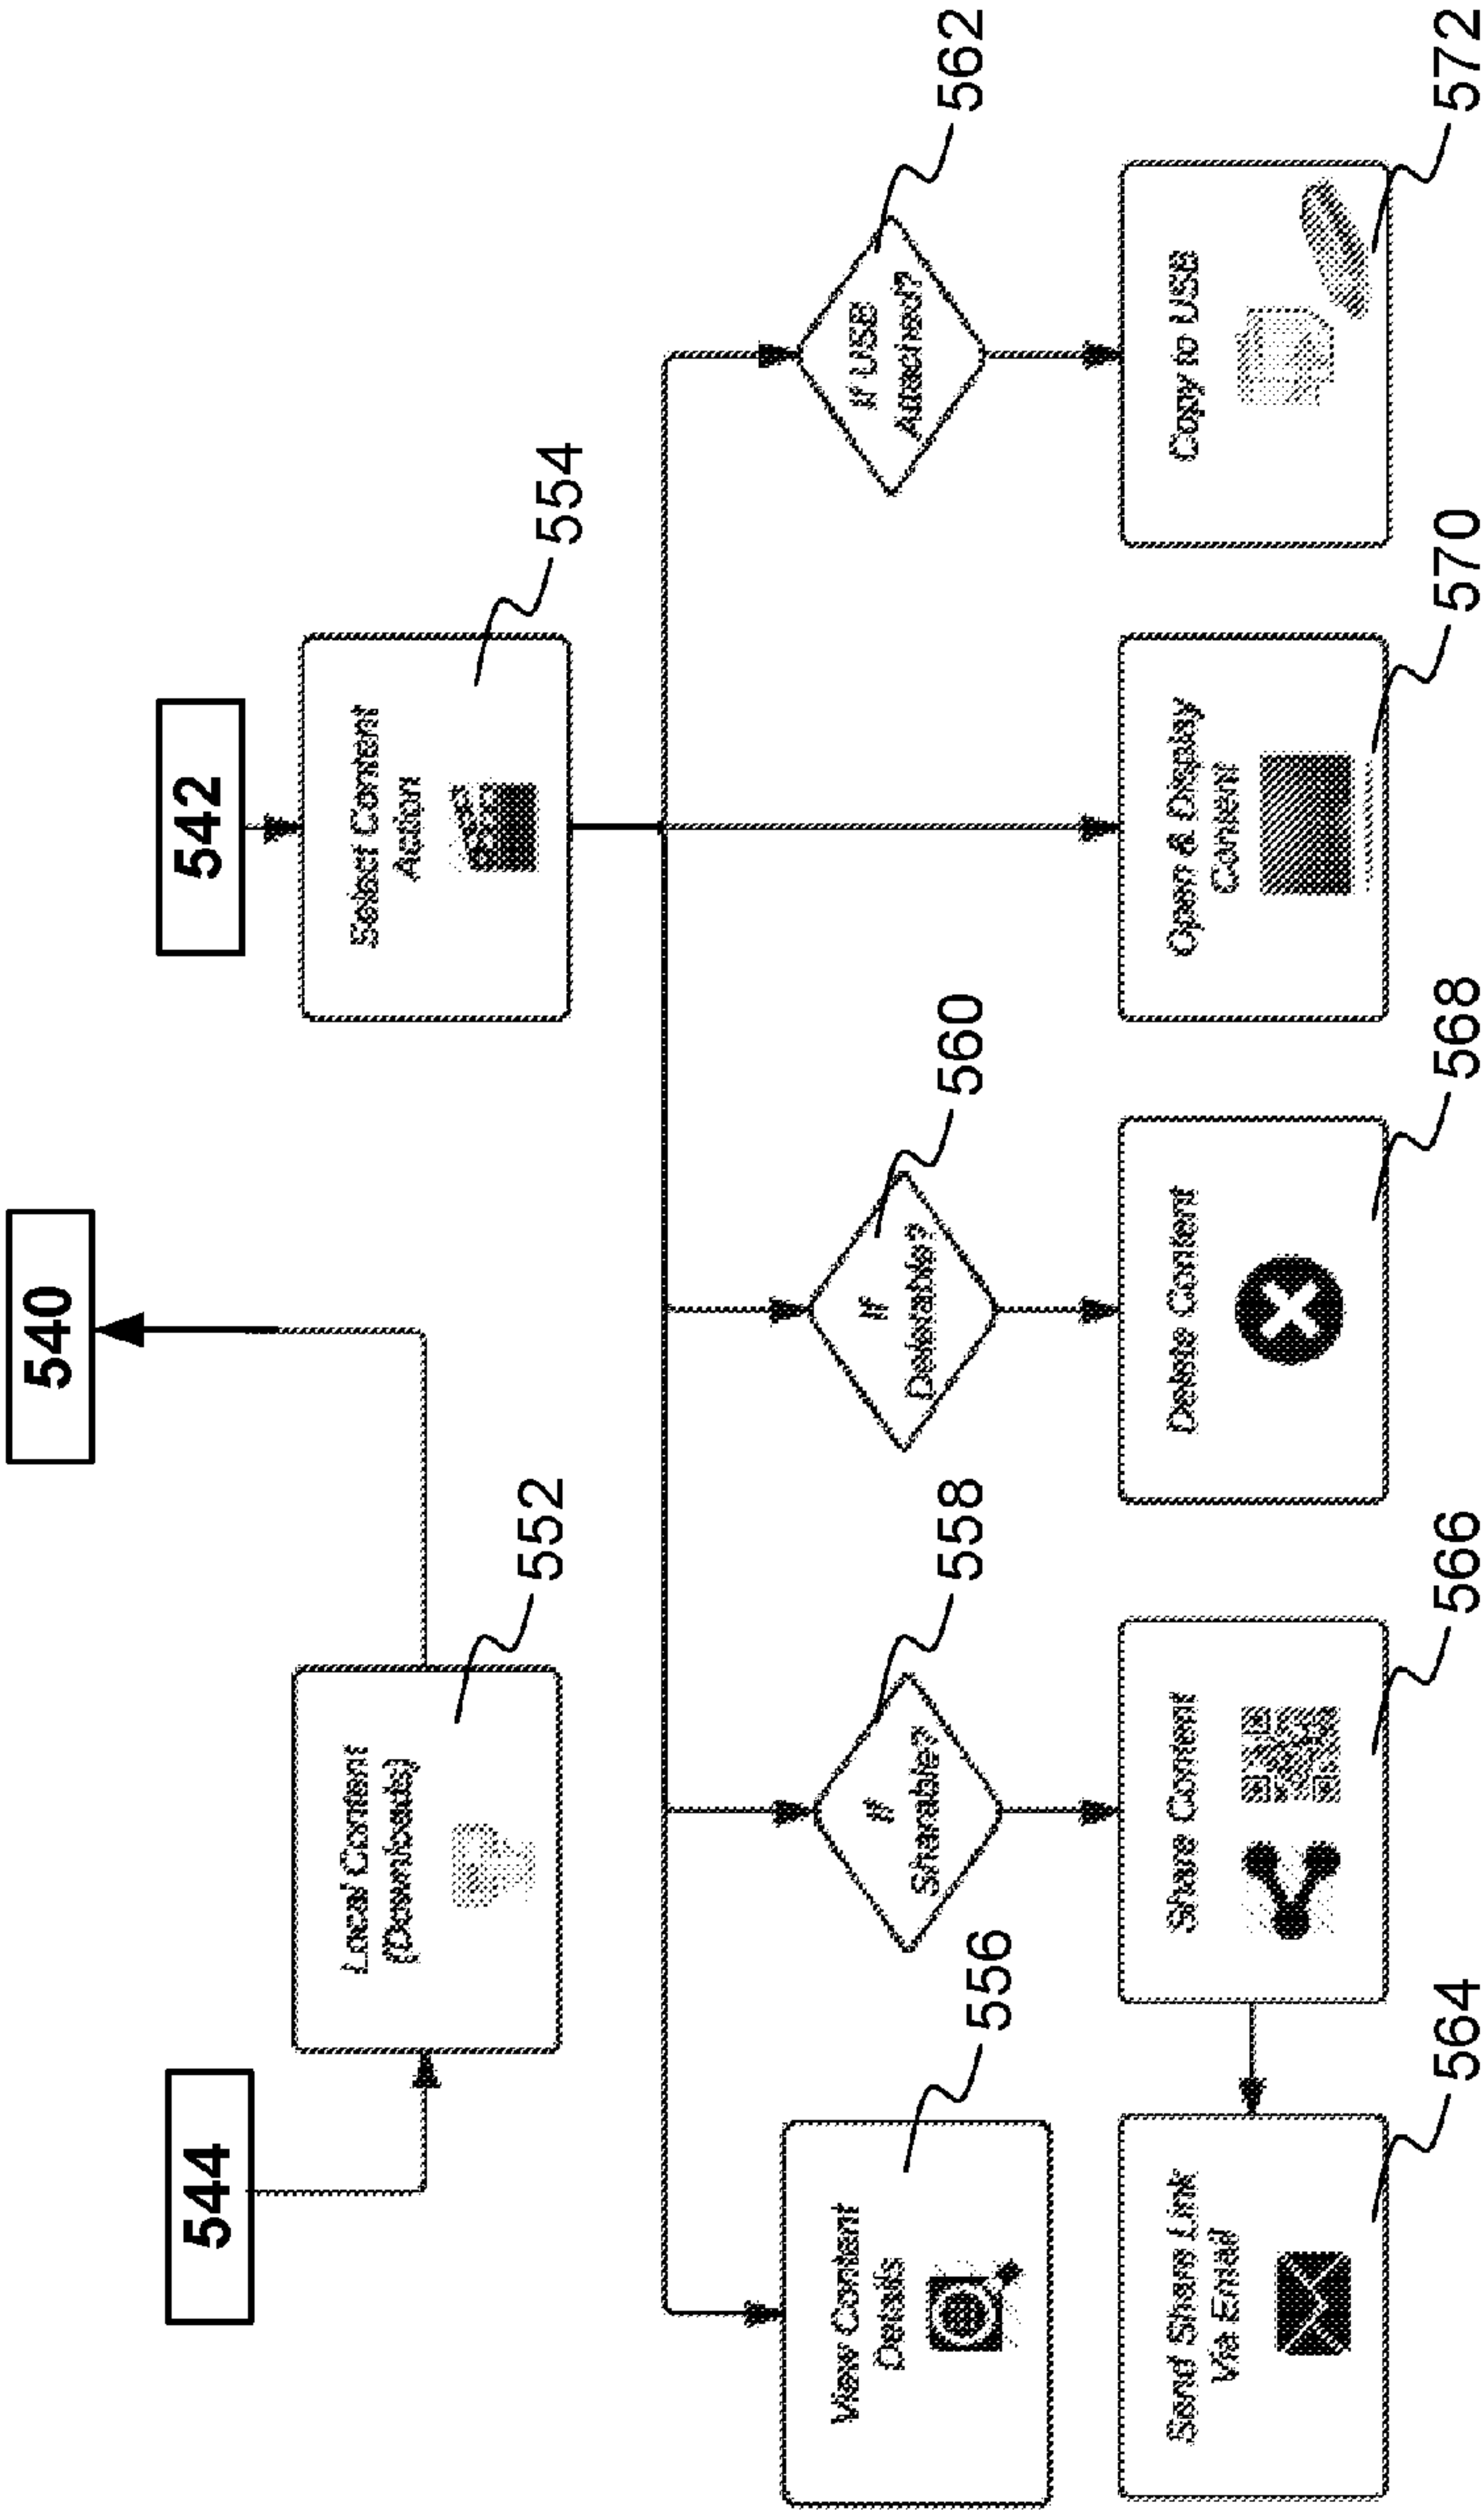 540
544
542
Local Content
(Downloads)
552
Select Content
Action
554
View Content
Details
556
If
Sharable?
558
If
Deletable?
560
If USB
Attached?
562
Send Share Link
Via Email
564
Share Content
566
Delete Content
568
Open & Display
Content
570
Copy to USB
572